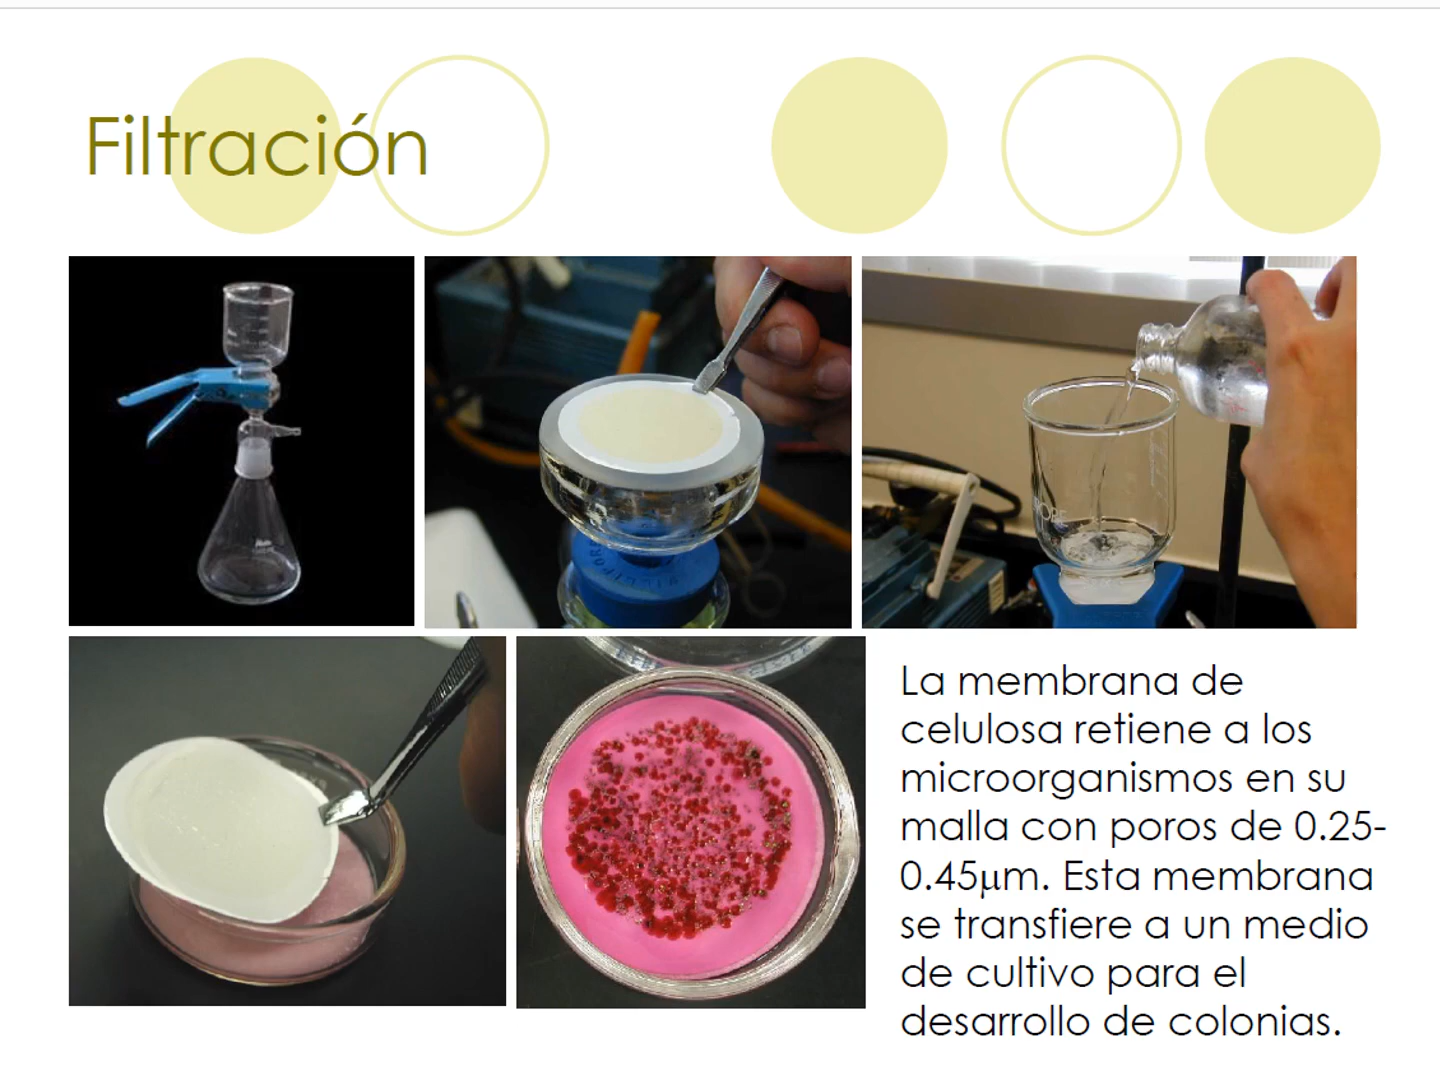 Filtración
La membrana de
celulosa retiene a los
microorganismos en su
malla con poros de 0.25-
0.45μm. Esta membrana
se transfiere a un medio
de cultivo para el
desarrollo de colonias.